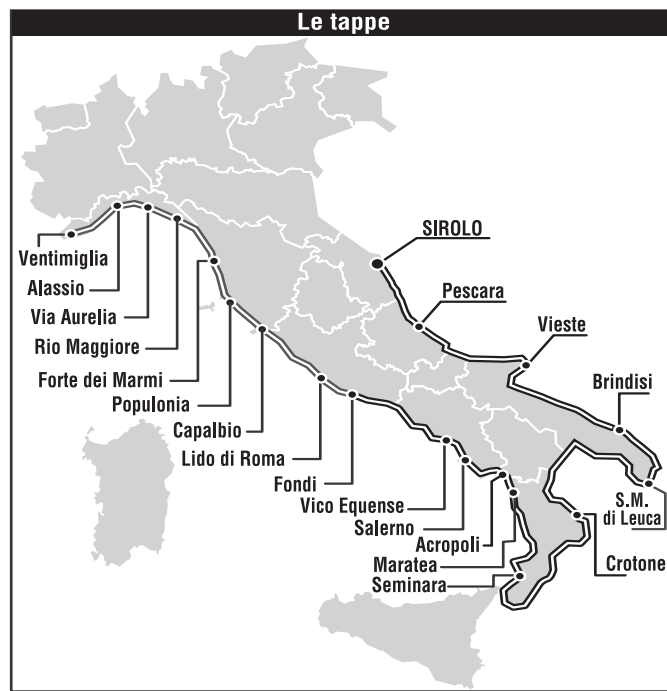 Le tappe
SIROLO
Ventimiglia
Pescara
Alassio
Via Aurelia
Vieste
Rio Maggiore
Forte dei Marmi
Brindisi
Populonia
Capalbio
Lido di Roma
Fondi
Vico Equense
S.M.
di Leuca
Salerno
Acropoli
Maratea
Crotone
Seminara